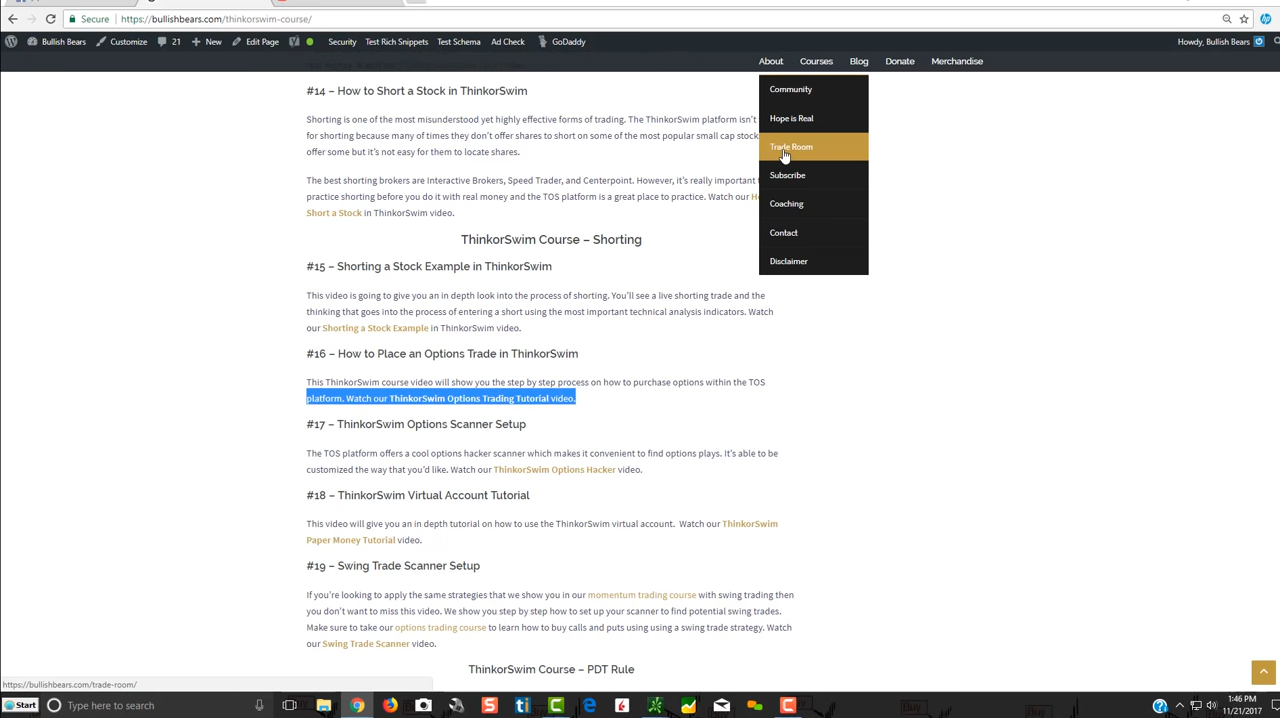 Secure
https://bullishbears.com/thinkorswim-course/
Bullish Bears
Customize
21
New
Edit Page
Security
Test Rich Snippets
Test Schema
Ad Check
GoDaddy
Howdy, Bullish Bears
About
Courses
Blog
Donate
Merchandise
Community
Hope is Real
Trade Room
Subscribe
Coaching
Contact
Disclaimer
#14 – How to Short a Stock in ThinkorSwim
Shorting is one of the most misunderstood yet highly effective forms of trading. The ThinkorSwim platform isn't
for shorting because many of times they don't offer shares to short on some of the most popular small cap stock
offer some but it's not easy for them to locate shares.
The best shorting brokers are Interactive Brokers, Speed Trader, and Centerpoint. However, it's really important
practice shorting before you do it with real money and the TOS platform is a great place to practice. Watch our
Short a Stock in ThinkorSwim video.
ThinkorSwim Course – Shorting
#15 – Shorting a Stock Example in ThinkorSwim
This video is going to give you an in depth look into the process of shorting. You'll see a live shorting trade and the
thinking that goes into the process of entering a short using the most important technical analysis indicators. Watch
our Shorting a Stock Example in ThinkorSwim video.
#16 – How to Place an Options Trade in ThinkorSwim
This ThinkorSwim course video will show you the step by step process on how to purchase options within the TOS
platform. Watch our ThinkorSwim Options Trading Tutorial video.
#17 – ThinkorSwim Options Scanner Setup
The TOS platform offers a cool options hacker scanner which makes it convenient to find options plays. It's able to be
customized the way that you'd like. Watch our ThinkorSwim Options Hacker video.
#18 – ThinkorSwim Virtual Account Tutorial
This video will give you an in depth tutorial on how to use the ThinkorSwim virtual account. Watch our ThinkorSwim
Paper Money Tutorial video.
#19 – Swing Trade Scanner Setup
If you're looking to apply the same strategies that we show you in our momentum trading course with swing trading then
you don't want to miss this video. We show you step by step how to set up your scanner to find potential swing trades.
Make sure to take our options trading course to learn how to buy calls and puts using using a swing trade strategy. Watch
our Swing Trade Scanner video.
ThinkorSwim Course – PDT Rule
https://bullishbears.com/trade-room/
Start
Type here to search
1:46 PM
11/21/2017